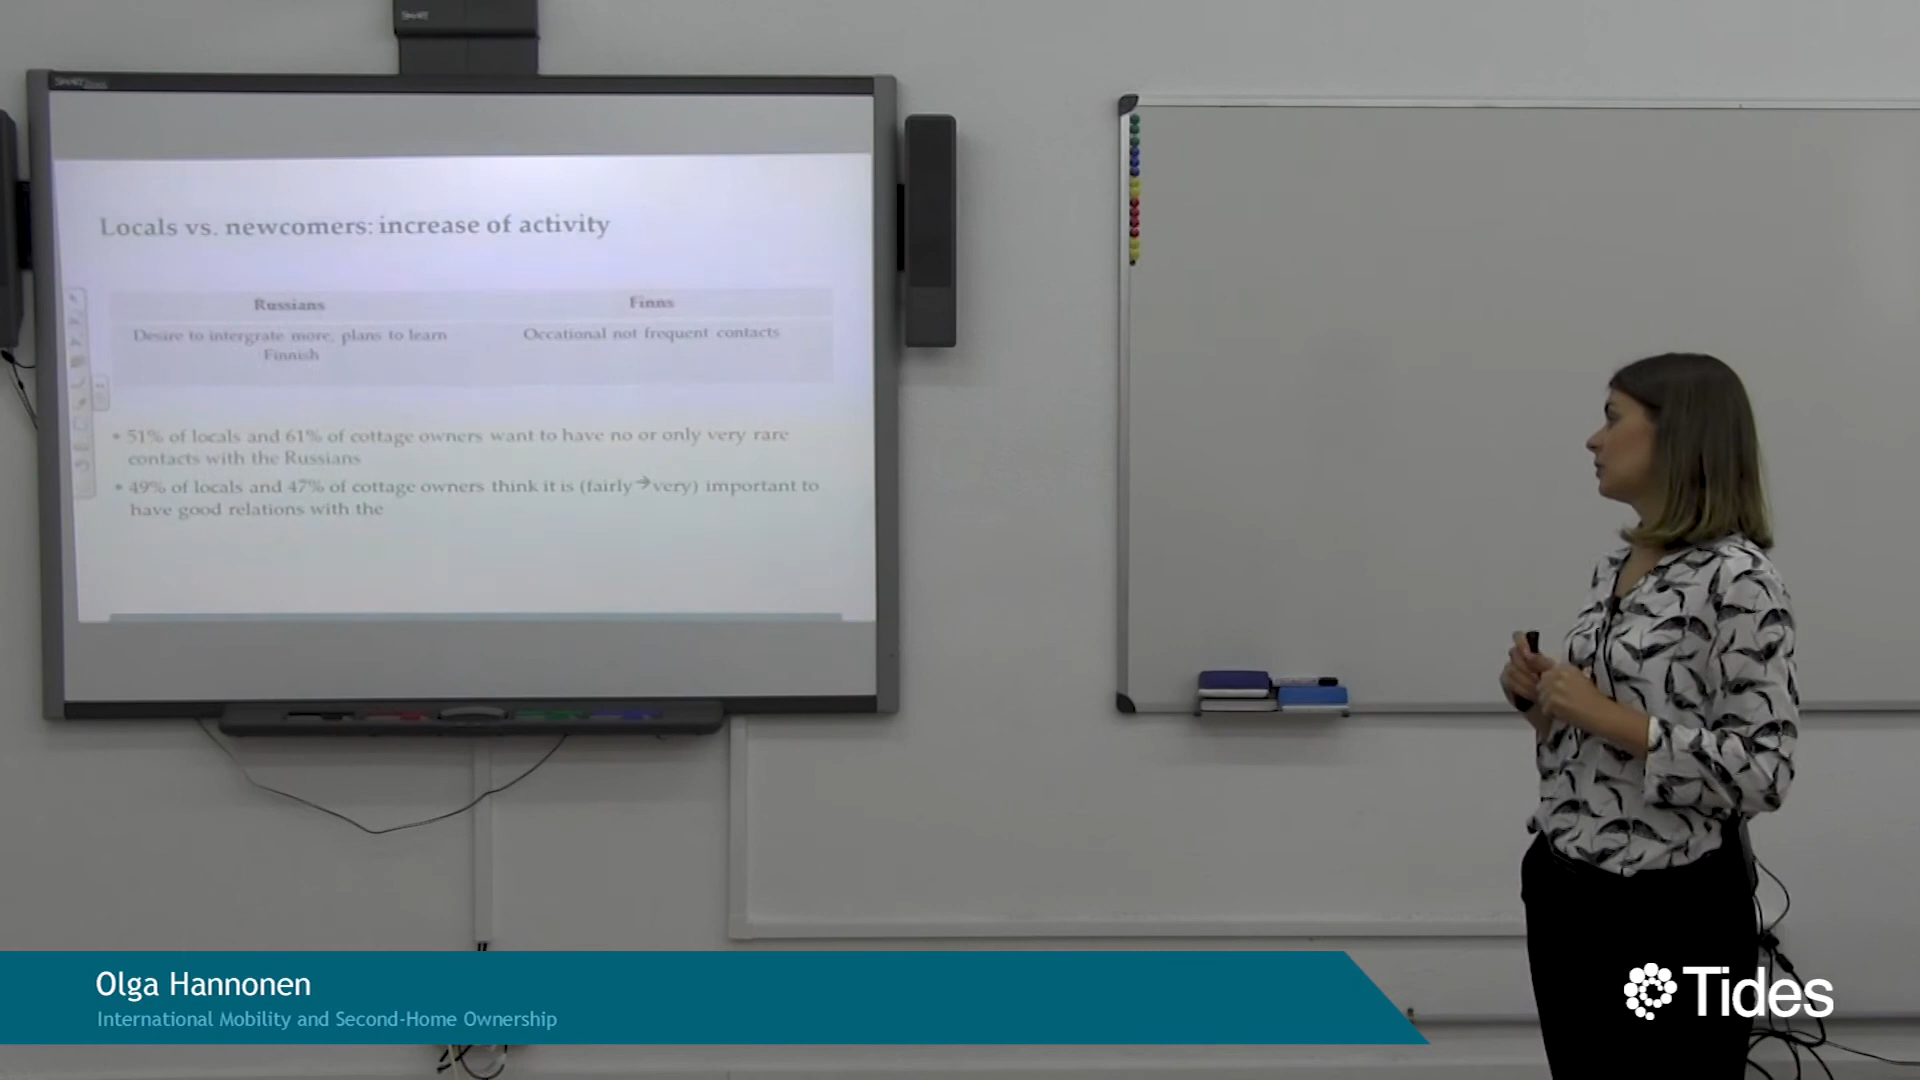 SMART
SMART Board
Locals vs. newcomers: increase of activity
Russians
Finns
Desire to intergrate more, plans to learn
Finnish
Occational not frequent contacts
• 51% of locals and 61% of cottage owners want to have no or only very rare
contacts with the Russians
• 49% of locals and 47% of cottage owners think it is (fairly→very) important to
have good relations with the
Olga Hannonen
International Mobility and Second-Home Ownership
Tides